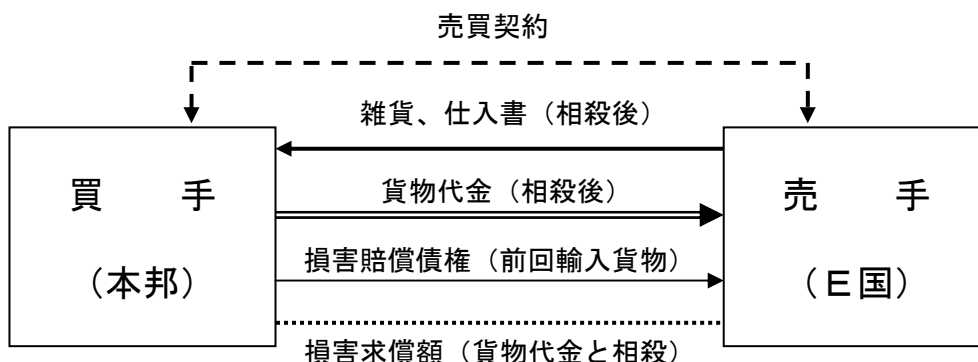 売買契約
雑貨、仕入書（相殺後）
買　手
（本邦）
貨物代金（相殺後）
損害賠償債権（前回輸入貨物）
損害求償額（貨物代金と相殺）
売　手
（Ｅ国）